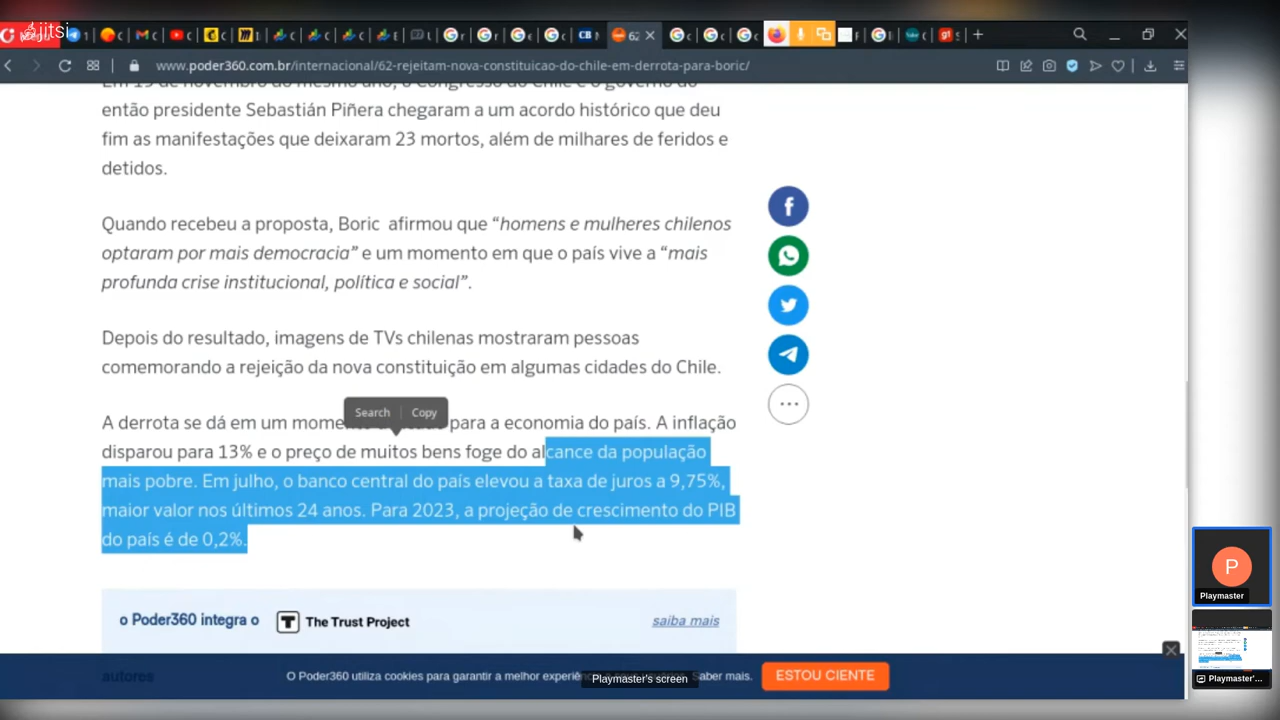 jitsi
62
www.poder360.com.br/internacional/62-rejeitam-nova-constituicao-do-chile-em-derrota-para-boric/
então presidente Sebastián Piñera chegaram a um acordo histórico que deu
fim as manifestações que deixaram 23 mortos, além de milhares de feridos e
detidos.
Quando recebeu a proposta, Boric afirmou que “homens e mulheres chilenos
optaram por mais democracia” e um momento em que o país vive a “mais
profunda crise institucional, política e social”.
Depois do resultado, imagens de TVs chilenas mostraram pessoas
comemorando a rejeição da nova constituição em algumas cidades do Chile.
Search Copy
A derrota se dá em um para a economia do país. A inflação
disparou para 13% e o preço de muitos bens foge do alcance da população
mais pobre. Em julho, o banco central do país elevou a taxa de juros a 9,75%,
maior valor nos últimos 24 anos. Para 2023, a projeção de crescimento do PIB
do país é de 0,2%.
o Poder360 integra o The Trust Project saiba mais
autores
O Poder360 utiliza cookies para garantir a melhor Saber mais. ESTOU CIENTE
Playmaster's screen
P
Playmaster
Playmaster'...